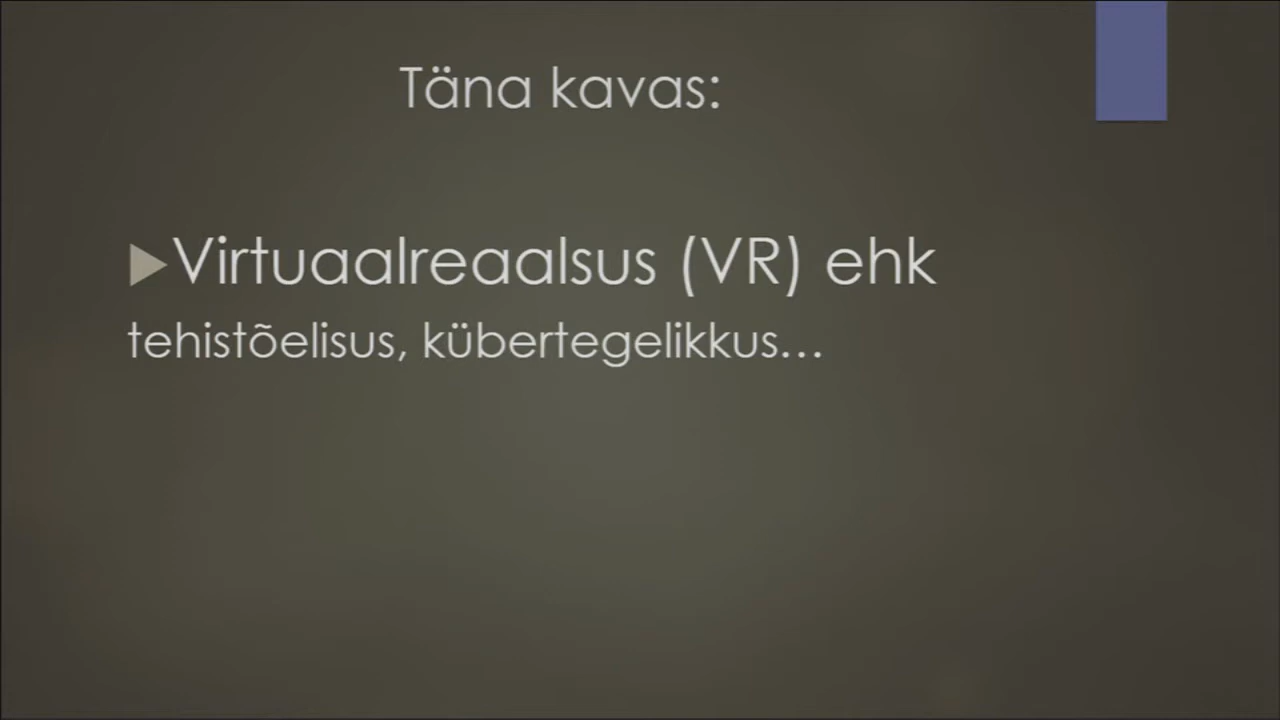 Täna kavas:
Virtuaalreaalsus (VR) ehk
tehistõelisus, kübertegelikkus...